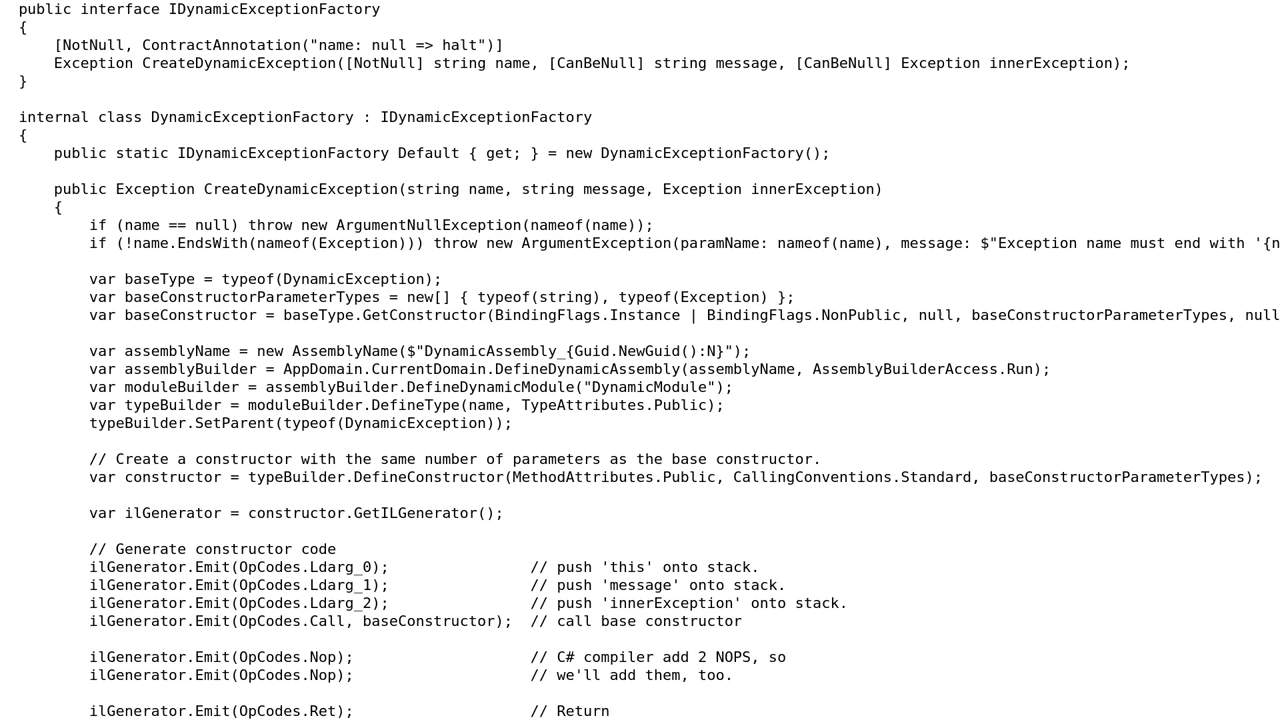 public interface IDynamicExceptionFactory
{
    [NotNull, ContractAnnotation("name: null => halt")]
    Exception CreateDynamicException([NotNull] string name, [CanBeNull] string message, [CanBeNull] Exception innerException);
}

internal class DynamicExceptionFactory : IDynamicExceptionFactory
{
    public static IDynamicExceptionFactory Default { get; } = new DynamicExceptionFactory();

    public Exception CreateDynamicException(string name, string message, Exception innerException)
    {
        if (name == null) throw new ArgumentNullException(nameof(name));
        if (!name.EndsWith(nameof(Exception))) throw new ArgumentException(paramName: nameof(name), message: $"Exception name must end with '{n

        var baseType = typeof(DynamicException);
        var baseConstructorParameterTypes = new[] { typeof(string), typeof(Exception) };
        var baseConstructor = baseType.GetConstructor(BindingFlags.Instance | BindingFlags.NonPublic, null, baseConstructorParameterTypes, null

        var assemblyName = new AssemblyName($"DynamicAssembly_{Guid.NewGuid():N}");
        var assemblyBuilder = AppDomain.CurrentDomain.DefineDynamicAssembly(assemblyName, AssemblyBuilderAccess.Run);
        var moduleBuilder = assemblyBuilder.DefineDynamicModule("DynamicModule");
        var typeBuilder = moduleBuilder.DefineType(name, TypeAttributes.Public);
        typeBuilder.SetParent(typeof(DynamicException));

        // Create a constructor with the same number of parameters as the base constructor.
        var constructor = typeBuilder.DefineConstructor(MethodAttributes.Public, CallingConventions.Standard, baseConstructorParameterTypes);

        var ilGenerator = constructor.GetILGenerator();

        // Generate constructor code
        ilGenerator.Emit(OpCodes.Ldarg_0);                // push 'this' onto stack.
        ilGenerator.Emit(OpCodes.Ldarg_1);                // push 'message' onto stack.
        ilGenerator.Emit(OpCodes.Ldarg_2);                // push 'innerException' onto stack.
        ilGenerator.Emit(OpCodes.Call, baseConstructor);  // call base constructor

        ilGenerator.Emit(OpCodes.Nop);                    // C# compiler add 2 NOPS, so
        ilGenerator.Emit(OpCodes.Nop);                    // we'll add them, too.

        ilGenerator.Emit(OpCodes.Ret);                    // Return